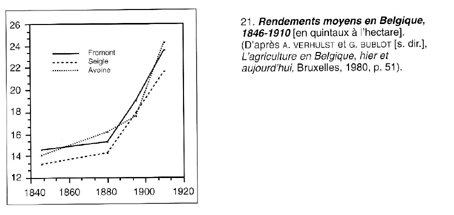 26
24
22
20
18
16
14
12
1840
1860
1880
1900
1920
Froment
Seigle
Avoine
21. Rendements moyens en Belgique,
1846-1910 [en quintaux à l'hectare].
(D'après A. VERHULST et G. BUBLOT [s. dir.],
L'agriculture en Belgique, hier et
aujourd'hui, Bruxelles, 1980, p. 51).